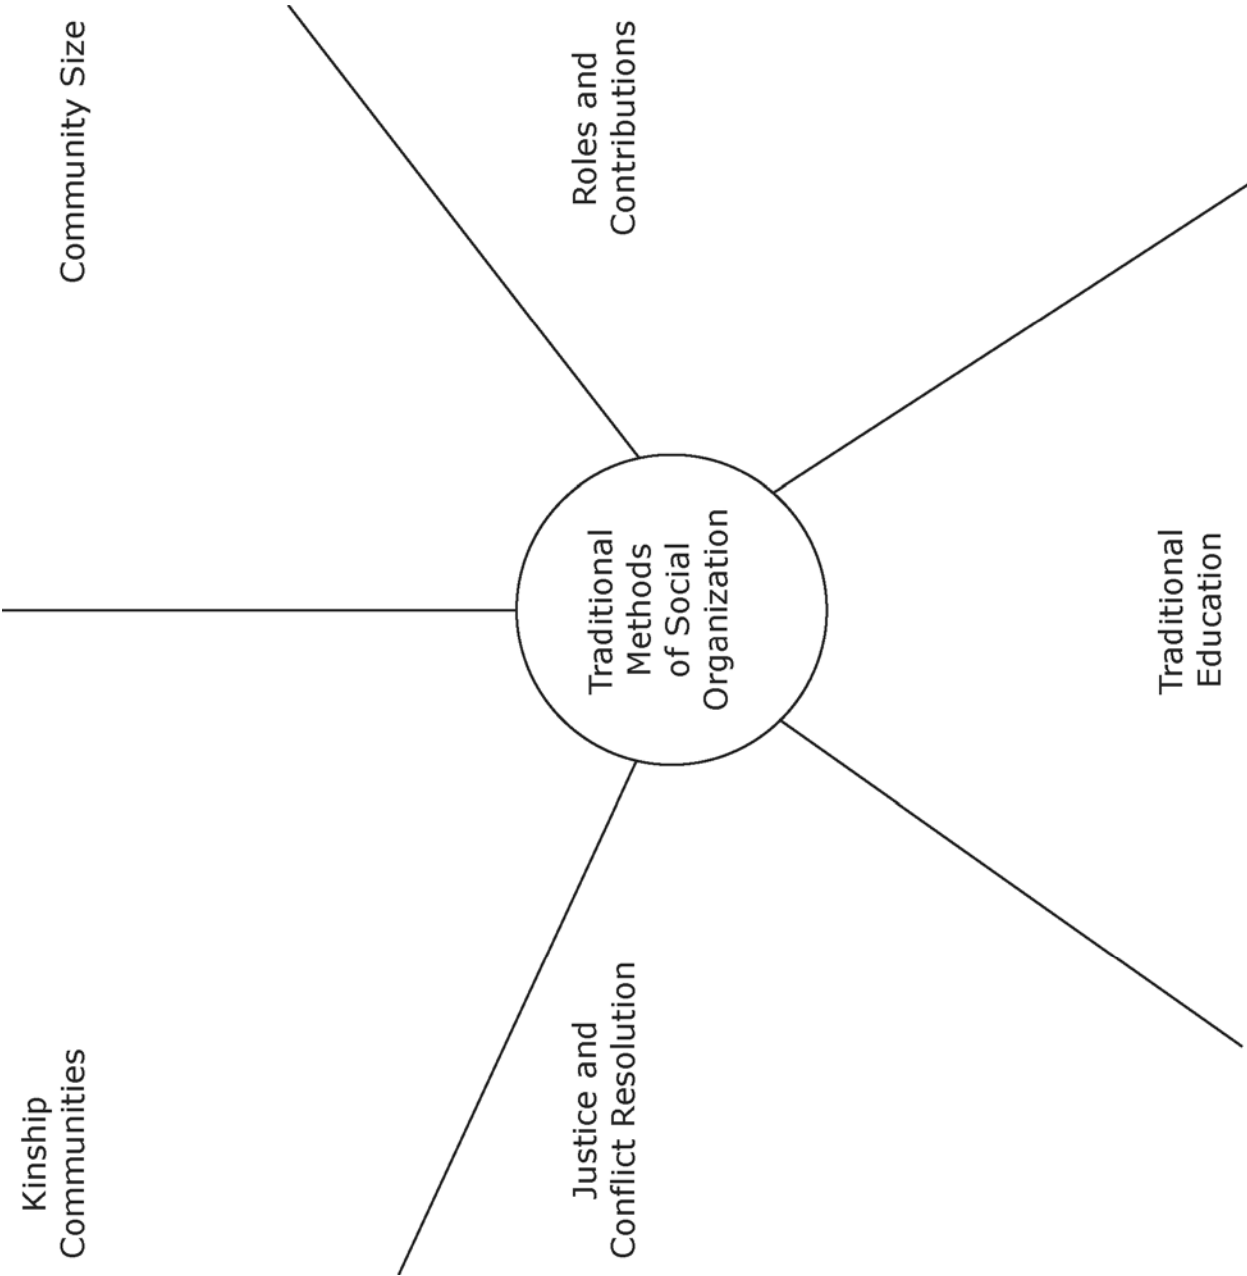 Kinship
Communities
Community Size
Justice and
Conflict Resolution
Traditional
Methods
of Social
Organization
Roles and
Contributions
Traditional
Education